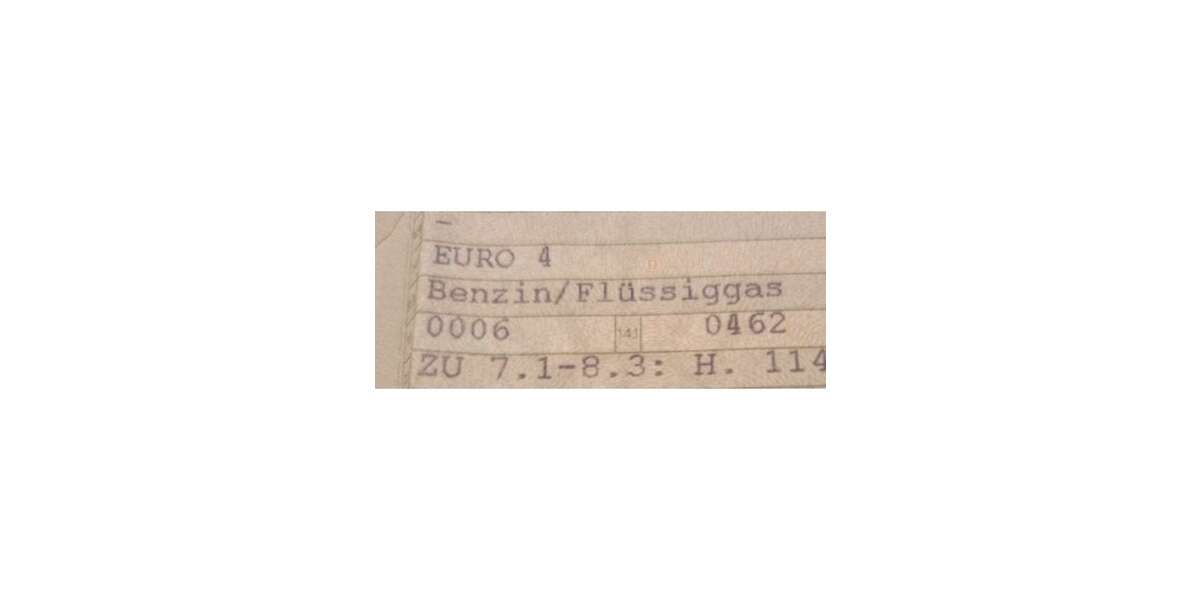 -
EURO 4
Benzin/Flüssiggas
0006 14.1 0462
ZU 7.1-8.3: H. 114